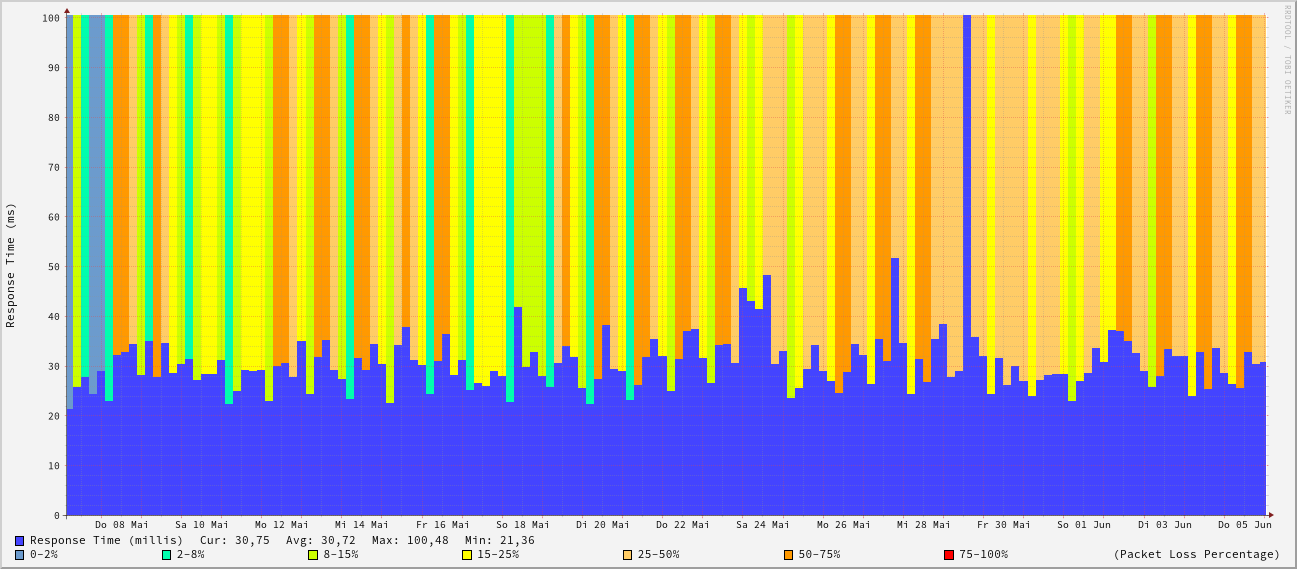 100
90
80
70
60
50
40
30
20
10
0
Response Time (ms)
RRDTOOL / TOBI OETIKER
Do 08 Mai Sa 10 Mai Mo 12 Mai Mi 14 Mai Fr 16 Mai So 18 Mai Di 20 Mai Do 22 Mai Sa 24 Mai Mo 26 Mai Mi 28 Mai Fr 30 Mai So 01 Jun Di 03 Jun Do 05 Jun
Response Time (millis) Cur: 30,75 Avg: 30,72 Max: 100,48 Min: 21,36
0-2% 2-8% 8-15% 15-25% 25-50% 50-75% 75-100% (Packet Loss Percentage)